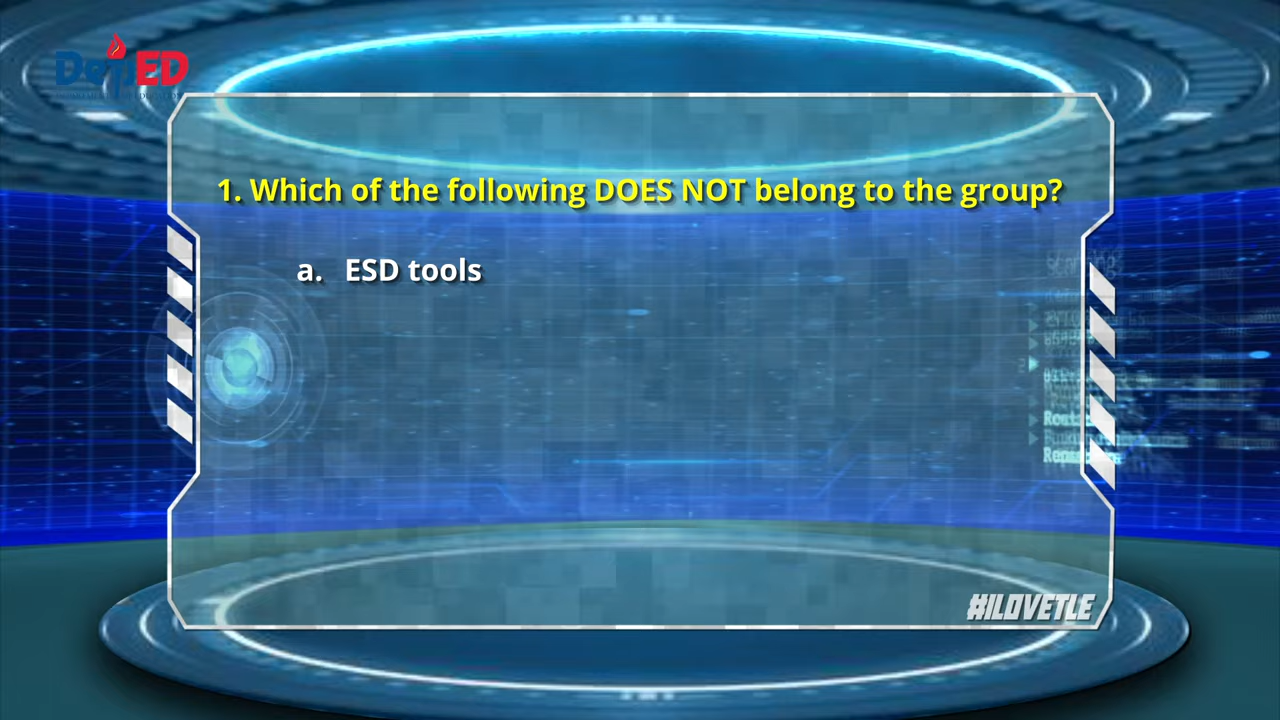 DepED
1. Which of the following DOES NOT belong to the group?
a. ESD tools
#ILOVETLE